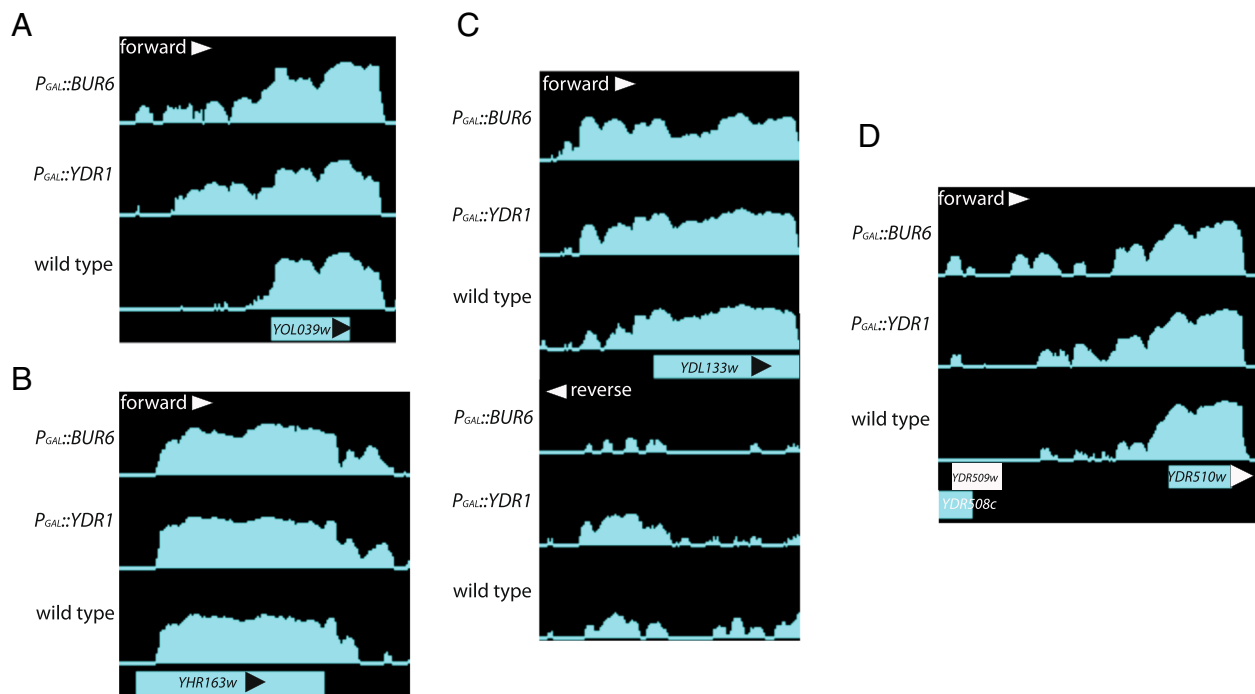 A
forward
PGAL::BUR6
PGAL::YDR1
wild type
YOL039w
B
forward
PGAL::BUR6
PGAL::YDR1
wild type
YHR163w
C
forward
PGAL::BUR6
PGAL::YDR1
wild type
YDL133w
reverse
PGAL::BUR6
PGAL::YDR1
wild type
D
forward
PGAL::BUR6
PGAL::YDR1
wild type
YDR509w
YDR510w
YDR508c